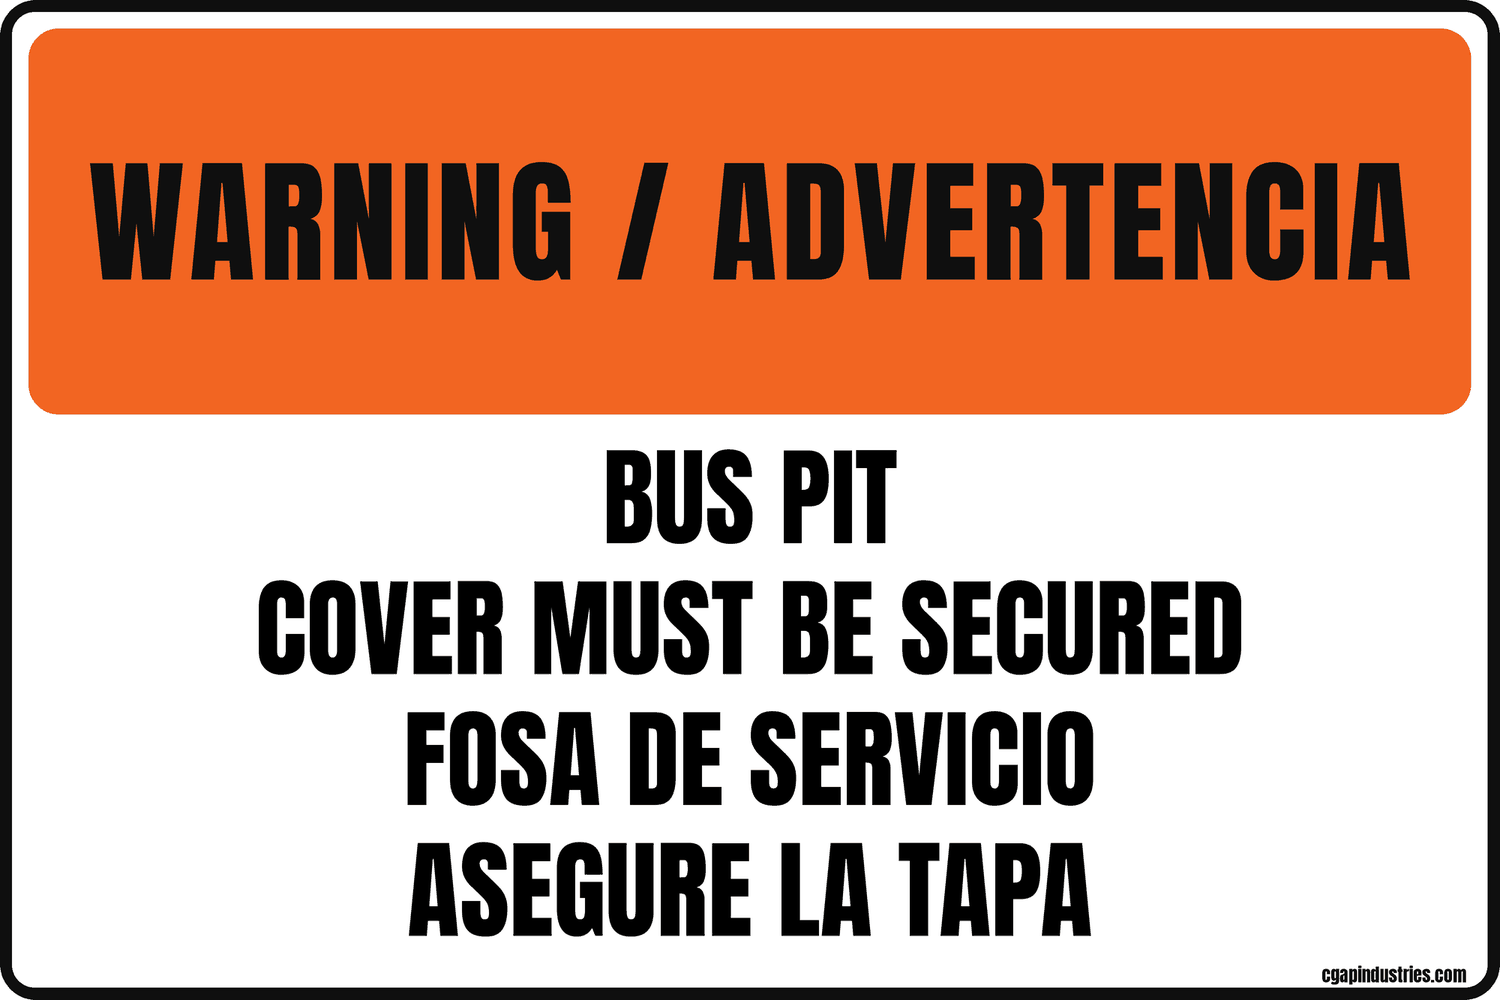 WARNING / ADVERTENCIA
BUS PIT
COVER MUST BE SECURED
FOSA DE SERVICIO
ASEGURE LA TAPA
cgapindustries.com